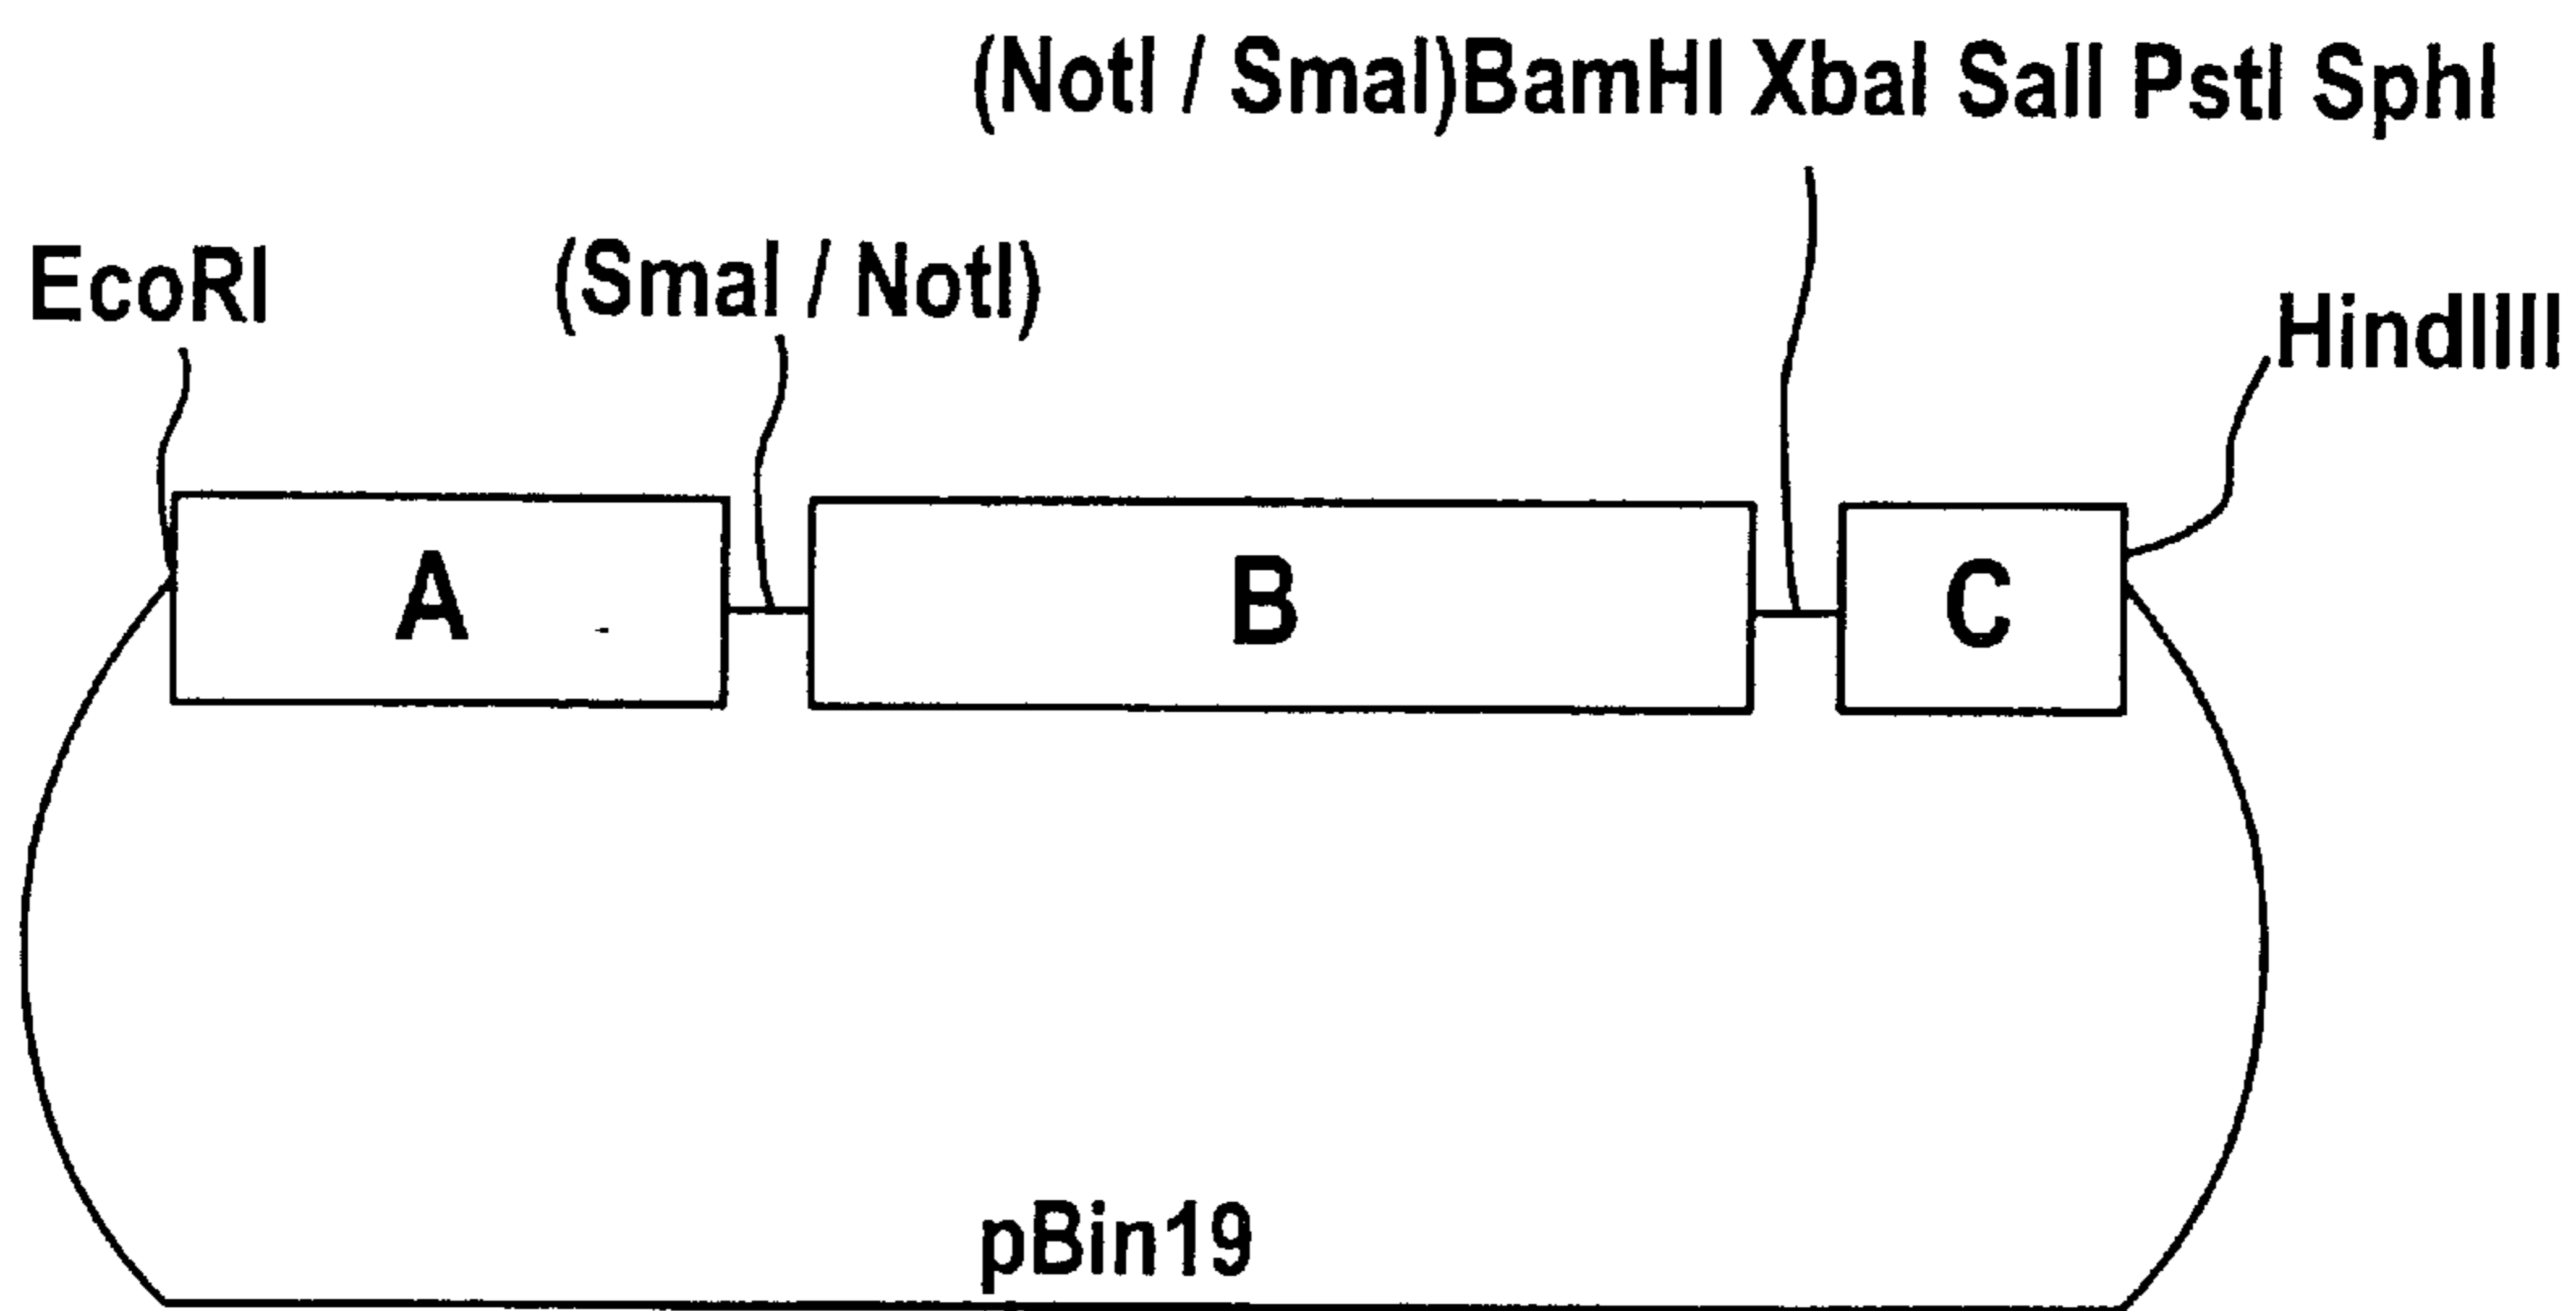 (NotI / SmaI)BamHI XbaI SalI PstI SphI
EcoRI
(SmaI / NotI)
HindIIII
A
B
C
pBin19